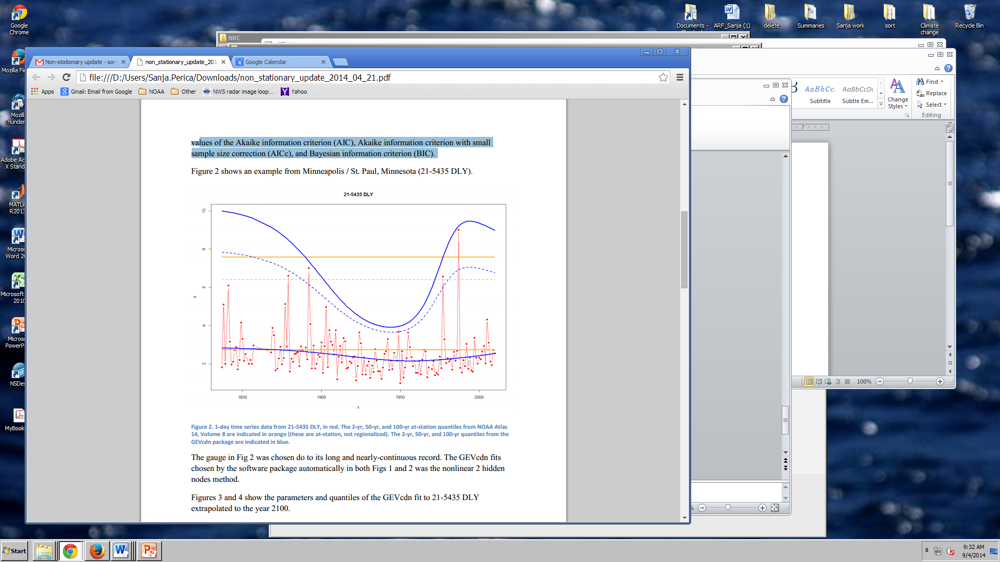 Google
Chrome
Documents -
ARF_Sanja (1)
delete
Summaries
Sanja work
sort
Climate
change
Recycle Bin
NRC
Non-stationary update - san
non_stationary_update_201
4
Google Calendar
file:///D:/Users/Sanja.Perica/Downloads/non_stationary_update_2014_04_21.pdf
Apps
Gmail: Email from Google
NOAA
Other
NWS radar image loop...
Yahoo
Mozilla Fir
Mozill
Thunder
Adobe Ac
X Stand
MATLA
R2013
Micros
Word 20
Microsoft
2010
Micros
PowerP
NSDes
MyBook
AaBbCc.
AaBbCcDc
Subtitle
Subtle Em...
Change
Styles
Find
Replace
Select
Editing
7
100%
values of the Akaike information criterion (AIC), Akaike information criterion with small
sample size correction (AICc), and Bayesian information criterion (BIC).
Figure 2 shows an example from Minneapolis / St. Paul, Minnesota (21-5435 DLY).
21-5435 DLY
10
8
6
y
4
2
1850
1900
1950
2000
x
Figure 2. 1-day time series data from 21-5435 DLY, in red. The 2-yr, 50-yr, and 100-yr at-station quantiles from NOAA Atlas
14, Volume 8 are indicated in orange (these are at-station, not regionalized). The 2-yr, 50-yr, and 100-yr quantiles from the
GEVcdn package are indicated in blue.
The gauge in Fig 2 was chosen do to its long and nearly-continuous record. The GEVcdn fits
chosen by the software package automatically in both Figs 1 and 2 was the nonlinear 2 hidden
nodes method.
Figures 3 and 4 show the parameters and quantiles of the GEVcdn fit to 21-5435 DLY
extrapolated to the year 2100.
Start
9:32 AM
9/4/2014